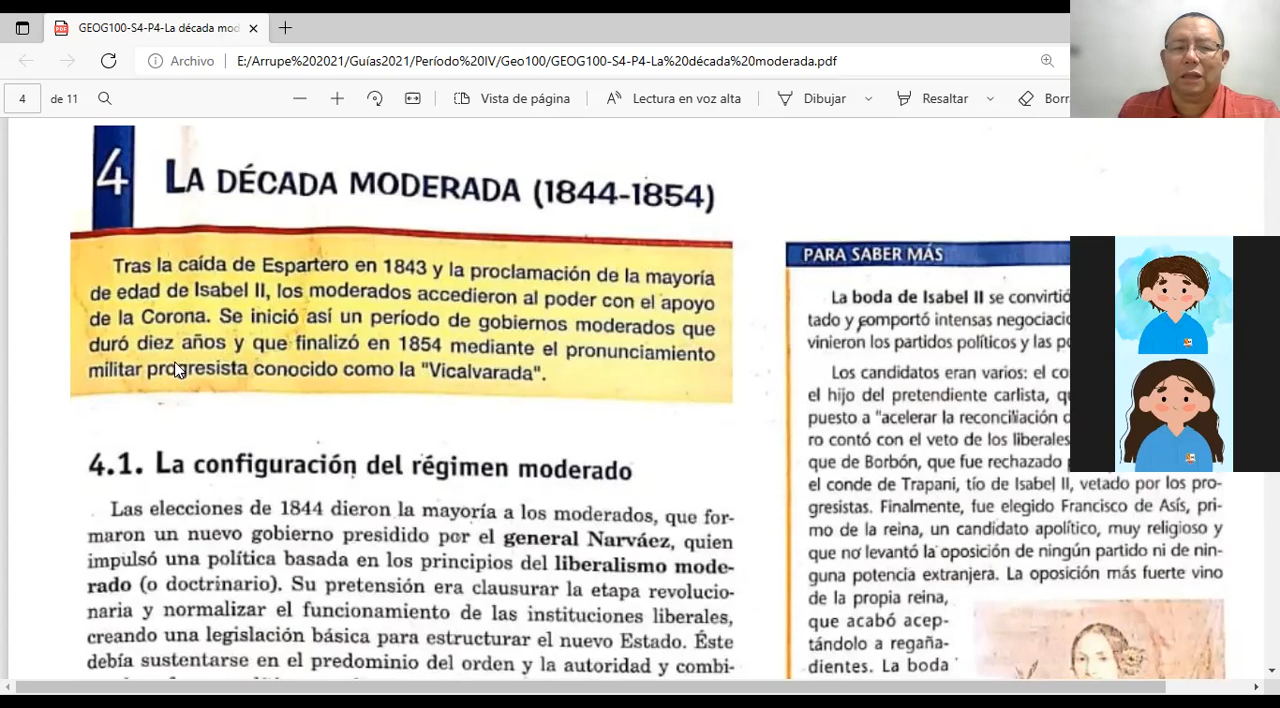 GEOG100-S4-P4-La década mod
Archivo
E:/Arrupe%202021/Guías2021/Período%20IV/Geo100/GEOG100-S4-P4-La%20década%20moderada.pdf
4 de 11
Vista de página
Lectura en voz alta
Dibujar
Resaltar
Borr
4 LA DÉCADA MODERADA (1844-1854)
Tras la caída de Espartero en 1843 y la proclamación de la mayoría
de edad de Isabel II, los moderados accedieron al poder con el apoyo
de la Corona. Se inició así un período de gobiernos moderados que
duró diez años y que finalizó en 1854 mediante el pronunciamiento
militar progresista conocido como la "Vicalvarada".
4.1. La configuración del régimen moderado
Las elecciones de 1844 dieron la mayoría a los moderados, que for-
maron un nuevo gobierno presidido por el general Narváez, quien
impulsó una política basada en los principios del liberalismo mode-
rado (o doctrinario). Su pretensión era clausurar la etapa revolucio-
naria y normalizar el funcionamiento de las instituciones liberales,
creando una legislación básica para estructurar el nuevo Estado. Éste
debía sustentarse en el predominio del orden y la autoridad y combi-
PARA SABER MÁS
La boda de Isabel II se convirtió
tado y comportó intensas negociacio
vinieron los partidos políticos y las po
Los candidatos eran varios: el co
el hijo del pretendiente carlista, qu
puesto a "acelerar la reconciliación d
ro contó con el veto de los liberales
que de Borbón, que fue rechazado
el conde de Trapani, tío de Isabel II, vetado por los pro-
gresistas. Finalmente, fue elegido Francisco de Asís, pri-
mo de la reina, un candidato apolítico, muy religioso y
que no levantó la oposición de ningún partido ni de nin-
guna potencia extranjera. La oposición más fuerte vino
de la propia reina,
que acabó acep-
tándolo a regaña-
dientes. La boda